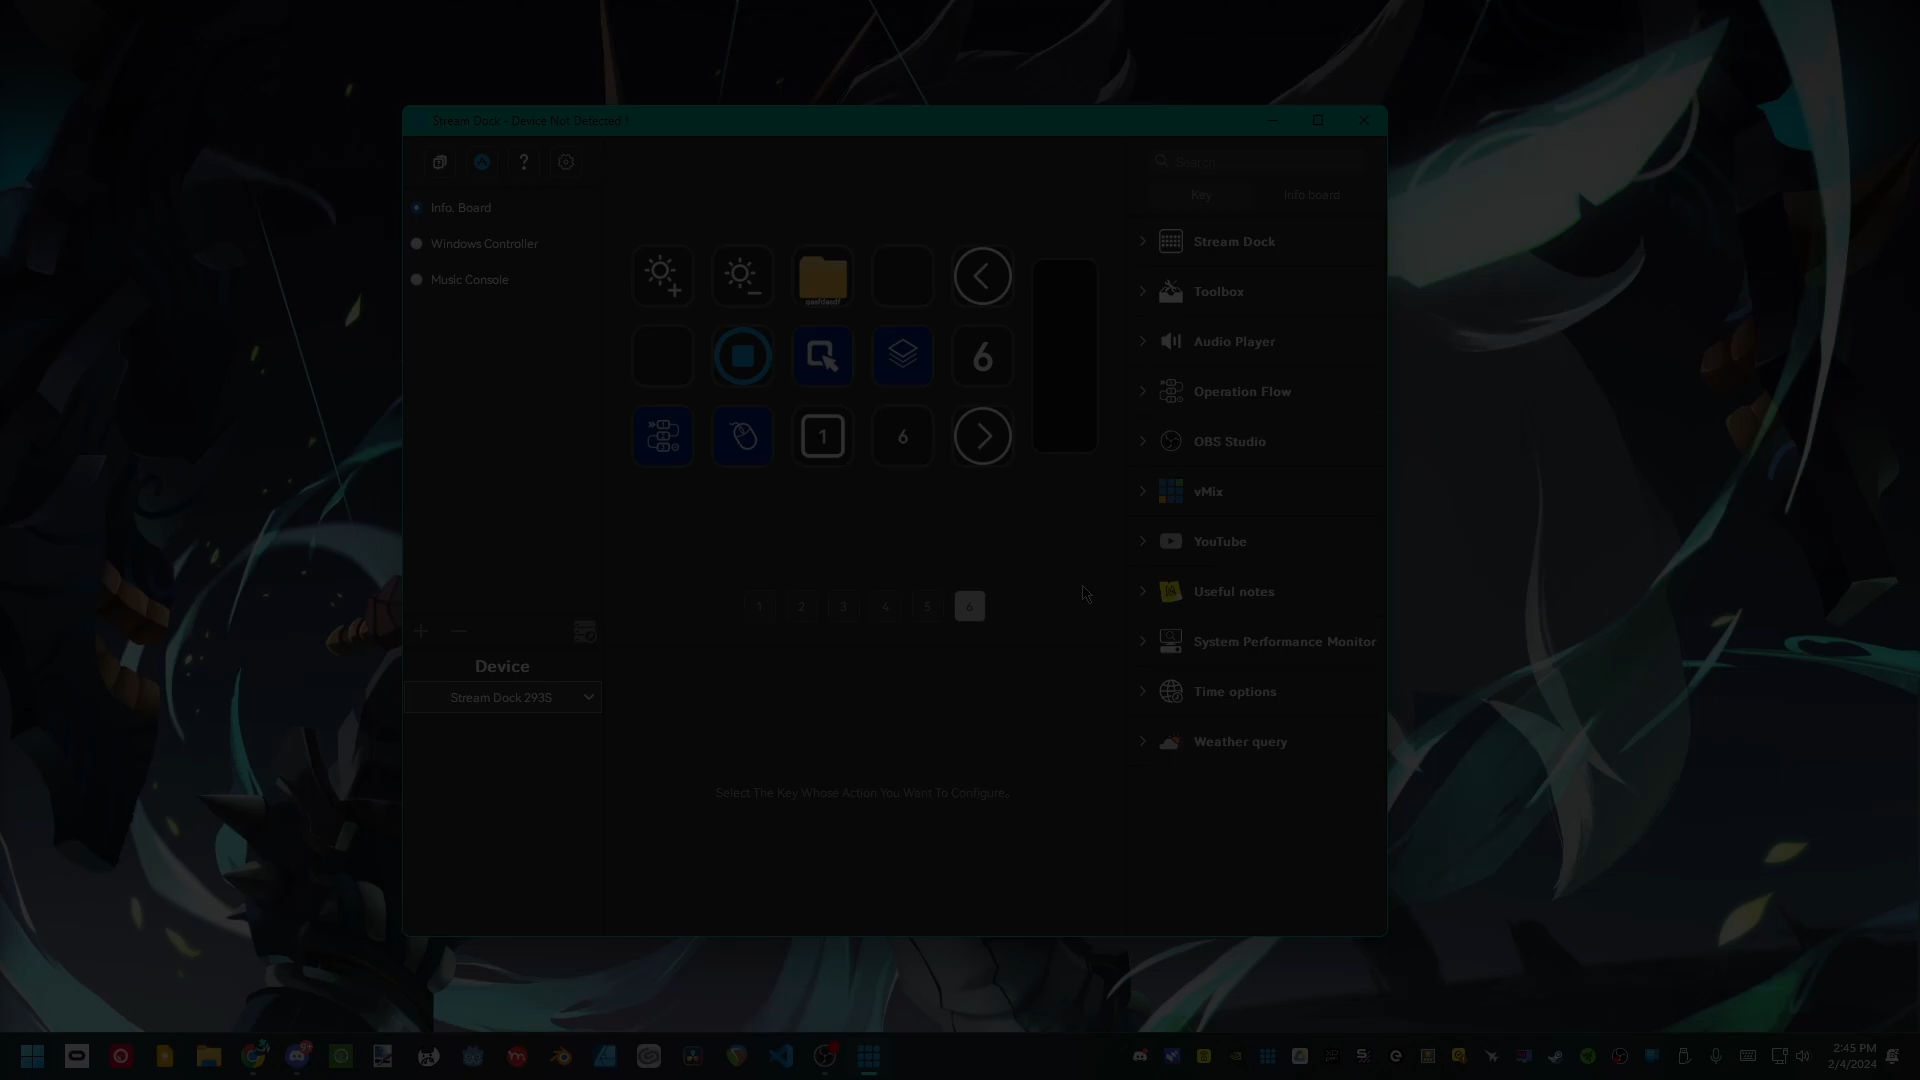 Stream Dock - Device Not Detected !
Search
Key
Info.board
Info. Board
Windows Controller
Music Console
Stream Dock
Toolbox
Audio Player
Operation Flow
OBS Studio
vMix
YouTube
Useful notes
System Performance Monitor
Time options
Weather query
6
1
6
1 2 3 4 5 6
Device
Stream Dock 293S
Select The Key Whose Action You Want To Configure。
2:45 PM
2/4/2024